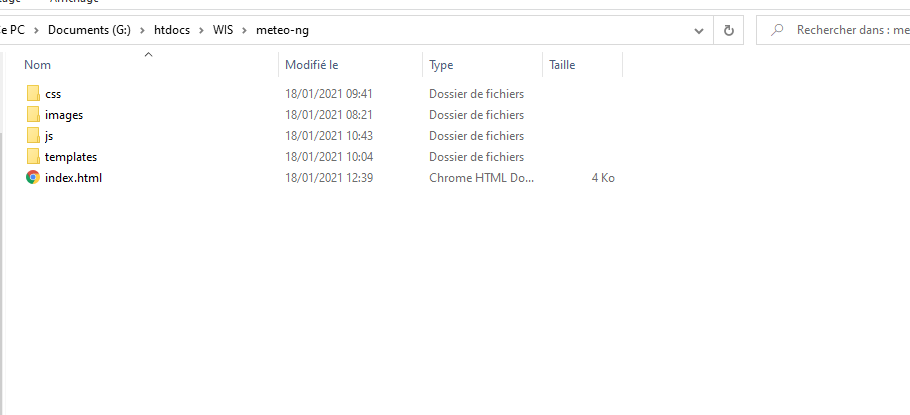 Affichage
e PC > Documents (G:) > htdocs > WIS > meteo-ng
Rechercher dans : me
Nom Modifié le Type Taille
css 18/01/2021 09:41 Dossier de fichiers
images 18/01/2021 08:21 Dossier de fichiers
js 18/01/2021 10:43 Dossier de fichiers
templates 18/01/2021 10:04 Dossier de fichiers
index.html 18/01/2021 12:39 Chrome HTML Do... 4 Ko